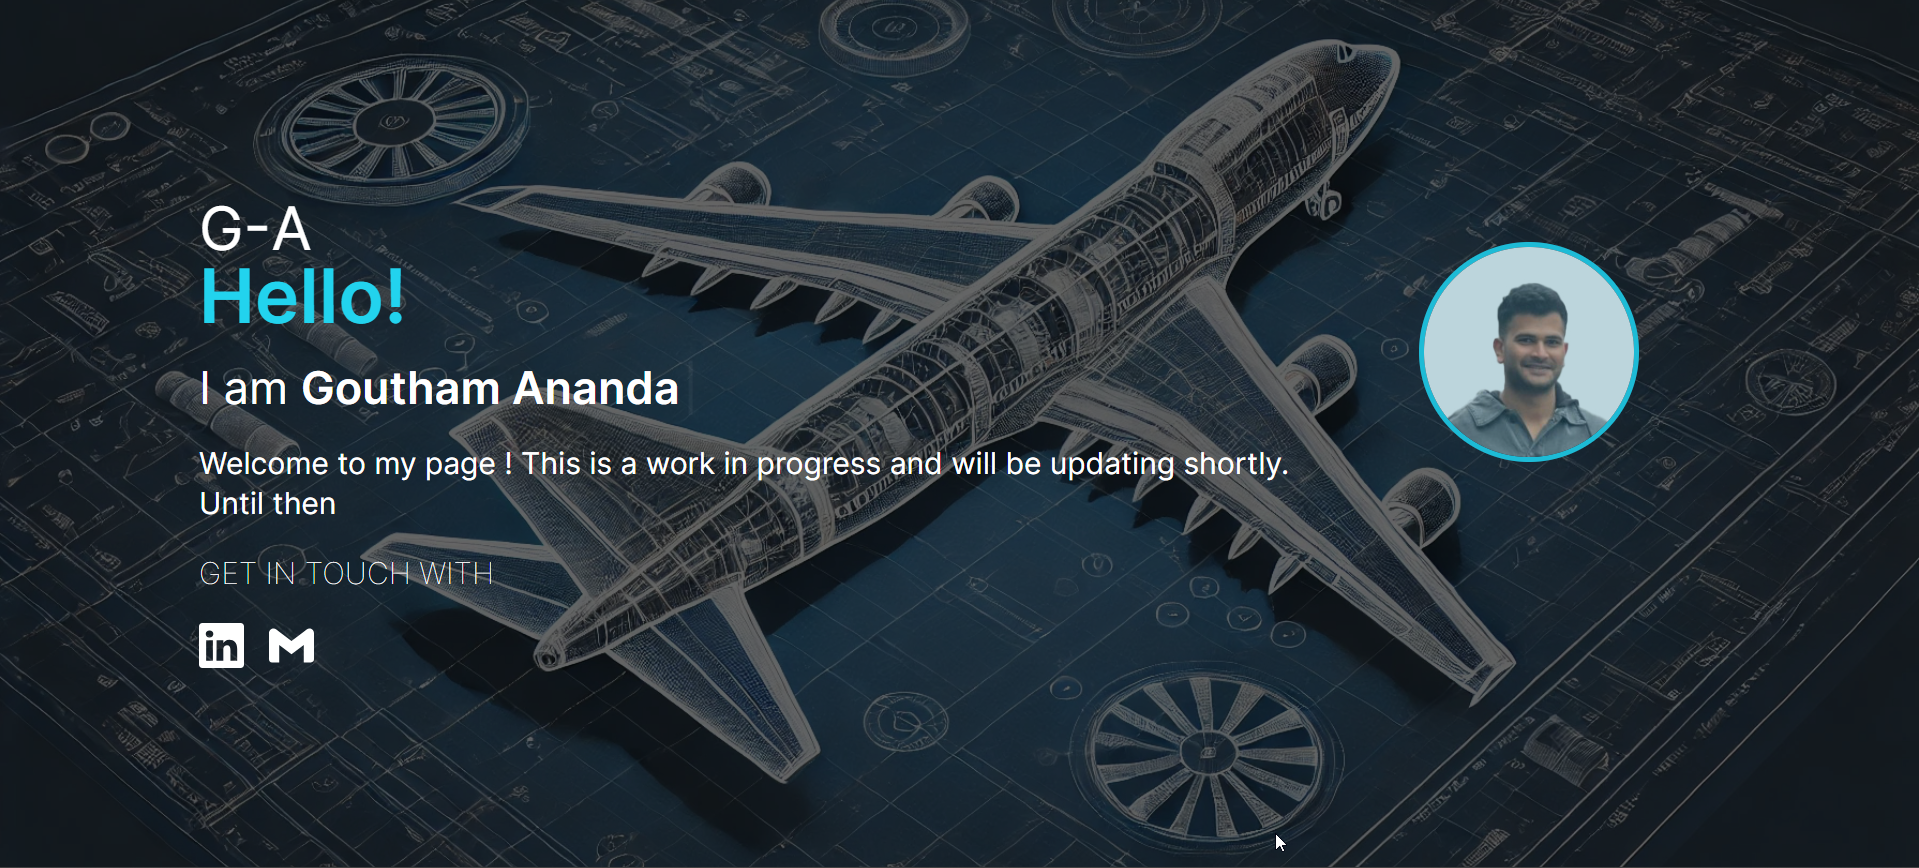 G-A
Hello!
I am Goutham Ananda
Welcome to my page ! This is a work in progress and will be updating shortly.
Until then
GET IN TOUCH WITH
in